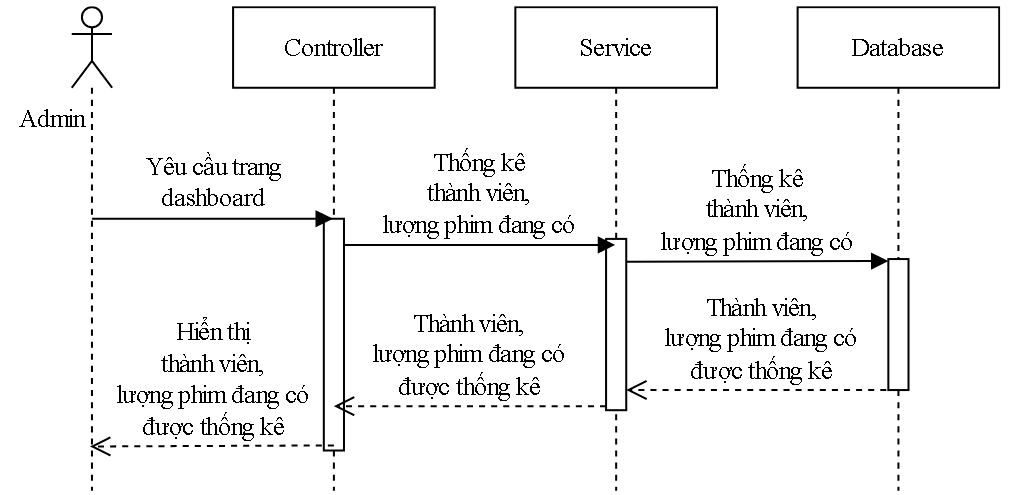 Controller
Service
Database
Admin
Yêu cầu trang
dashboard
Thống kê
thành viên,
lượng phim đang có
Thống kê
thành viên,
lượng phim đang có
Thành viên,
lượng phim đang có
được thống kê
Thành viên,
lượng phim đang có
được thống kê
Hiển thị
thành viên,
lượng phim đang có
được thống kê